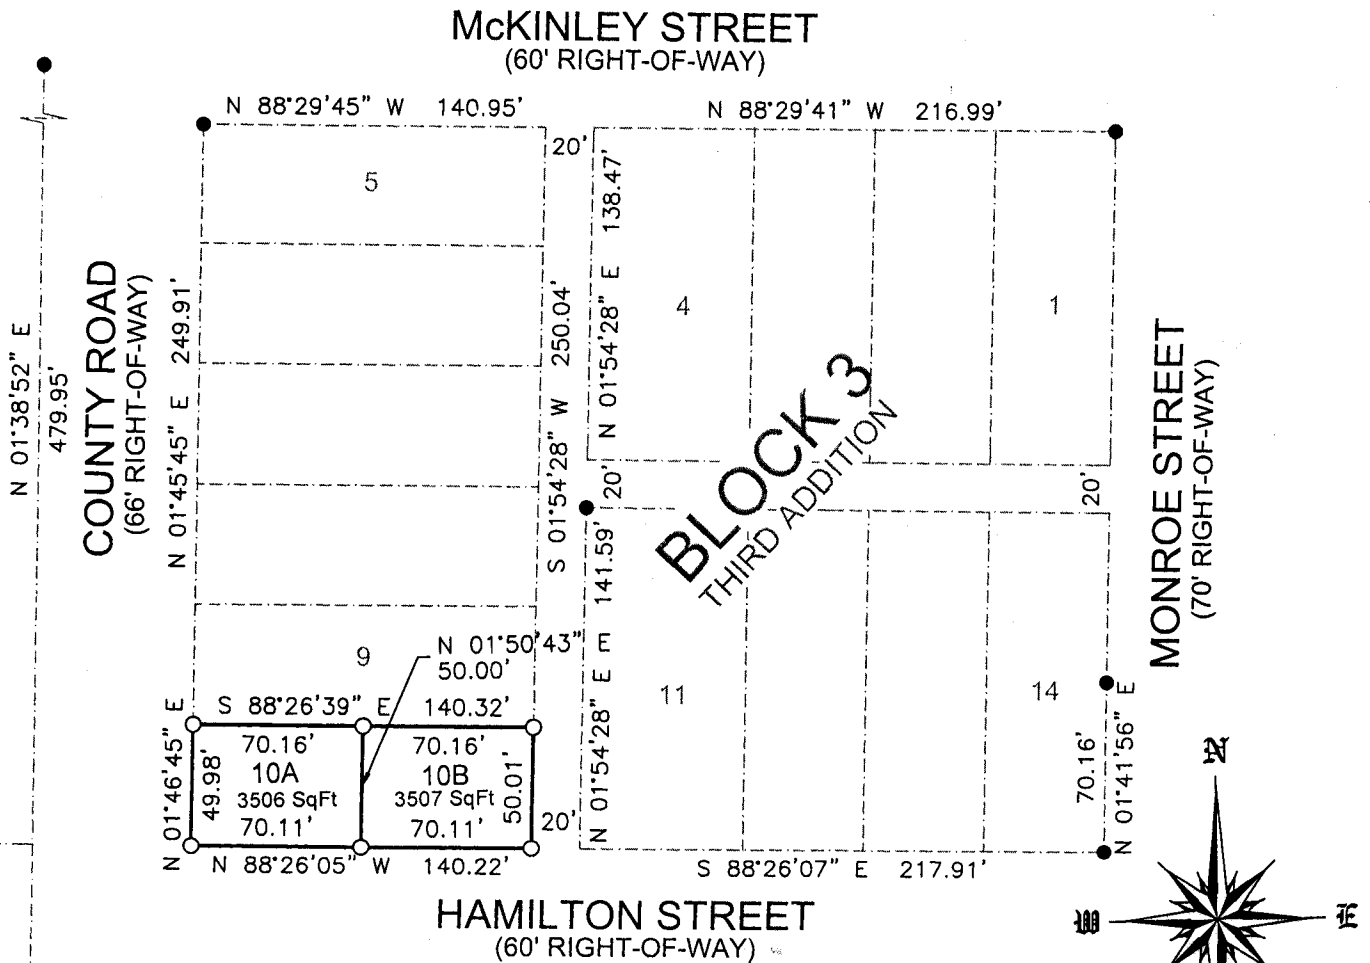 McKINLEY STREET
(60' RIGHT-OF-WAY)
N 88°29'45" W 140.95'
N 88°29'41" W 216.99'
20'
5
138.47'
N 01°54'28" E
4
1
COUNTY ROAD
(66' RIGHT-OF-WAY)
N 01°38'52" E
479.95'
249.91'
N 01°45'45" E
250.04'
S 01°54'28" W
BLOCK 3
THIRD ADDITION
MONROE STREET
(70' RIGHT-OF-WAY)
20'
20'
141.59'
N 01°54'28" E E
9
N 01°50'43"
50.00'
11
14
S 88°26'39" E 140.32'
N 01°46'45" E
49.98'
70.16'
10A
3506 SqFt
70.11'
70.16'
10B
3507 SqFt
70.11'
50.01'
20'
70.16'
N 01°41'56" E
N 88°26'05" W 140.22'
S 88°26'07" E 217.91'
HAMILTON STREET
(60' RIGHT-OF-WAY)
N
W
E